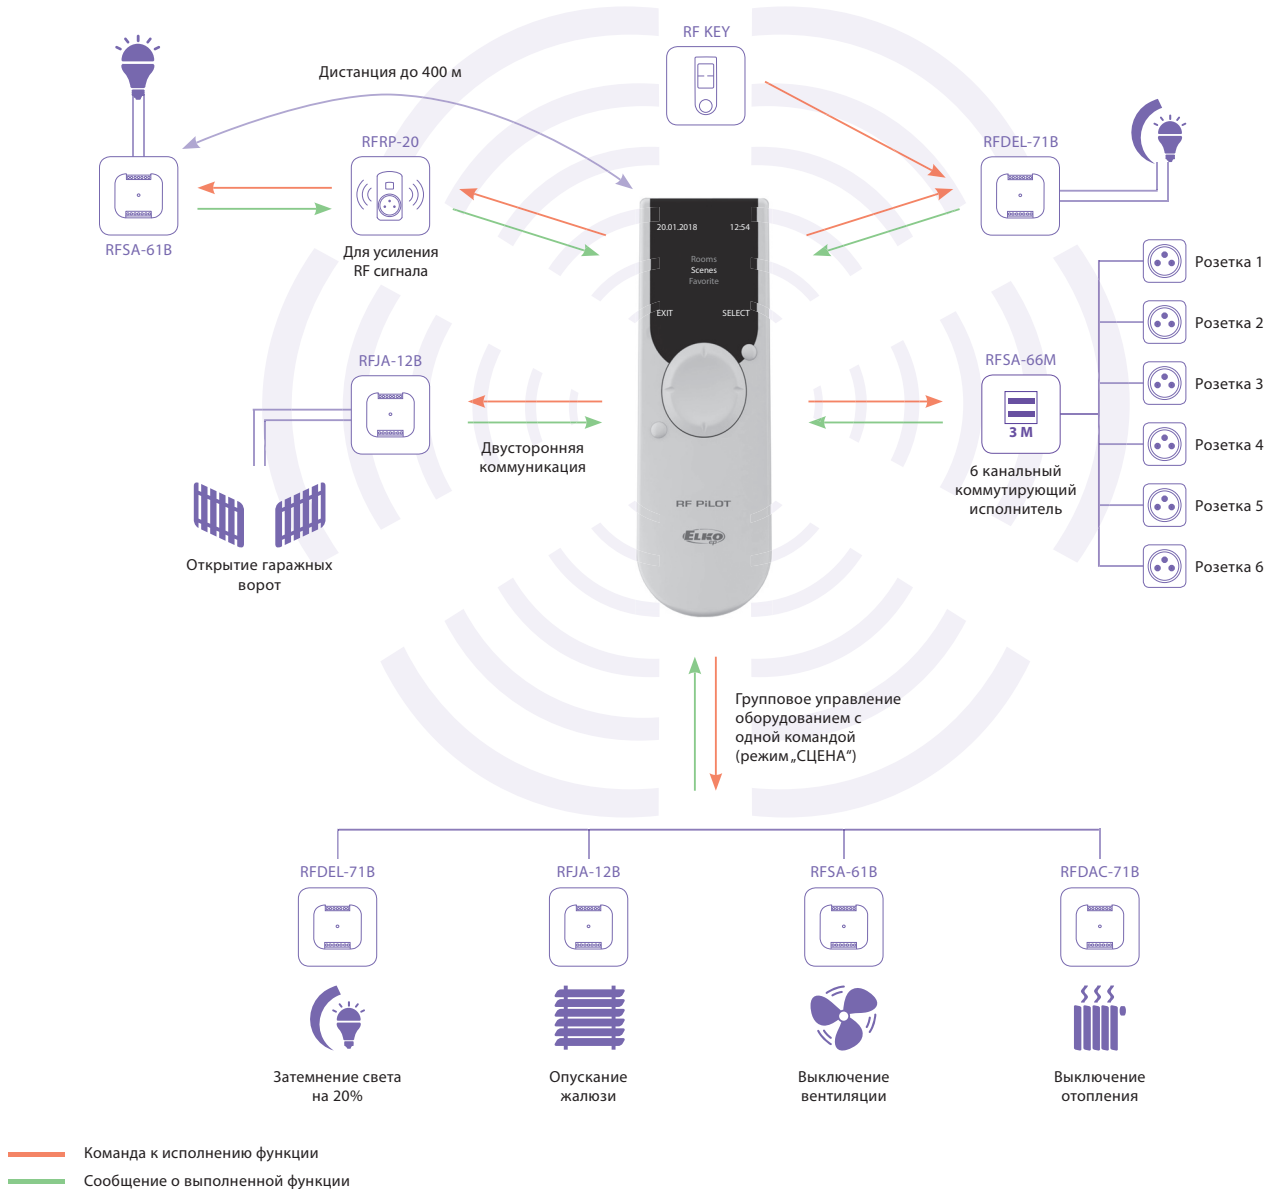 RF KEY
Дистанция до 400 м
RFRP-20
RFDEL-71B
RFSA-61B
Для усиления
RF сигнала
20.01.2018 12:54
Rooms
Scenes
Favorite
EXIT SELECT
Розетка 1
Розетка 2
Розетка 3
Розетка 4
Розетка 5
Розетка 6
RFJA-12B
RFSA-66M
3 M
Двусторонняя
коммуникация
6 канальный
коммутирующий
исполнитель
RF PiLOT
ELKO
ep
Открытие гаражных
ворот
Групповое управление
оборудованием с
одной командой
(режим „СЦЕНА“)
RFDEL-71B
RFJA-12B
RFSA-61B
RFDAC-71B
Затемнение света
на 20%
Опускание
жалюзи
Выключение
вентиляции
Выключение
отопления
Команда к исполнению функции
Сообщение о выполненной функции